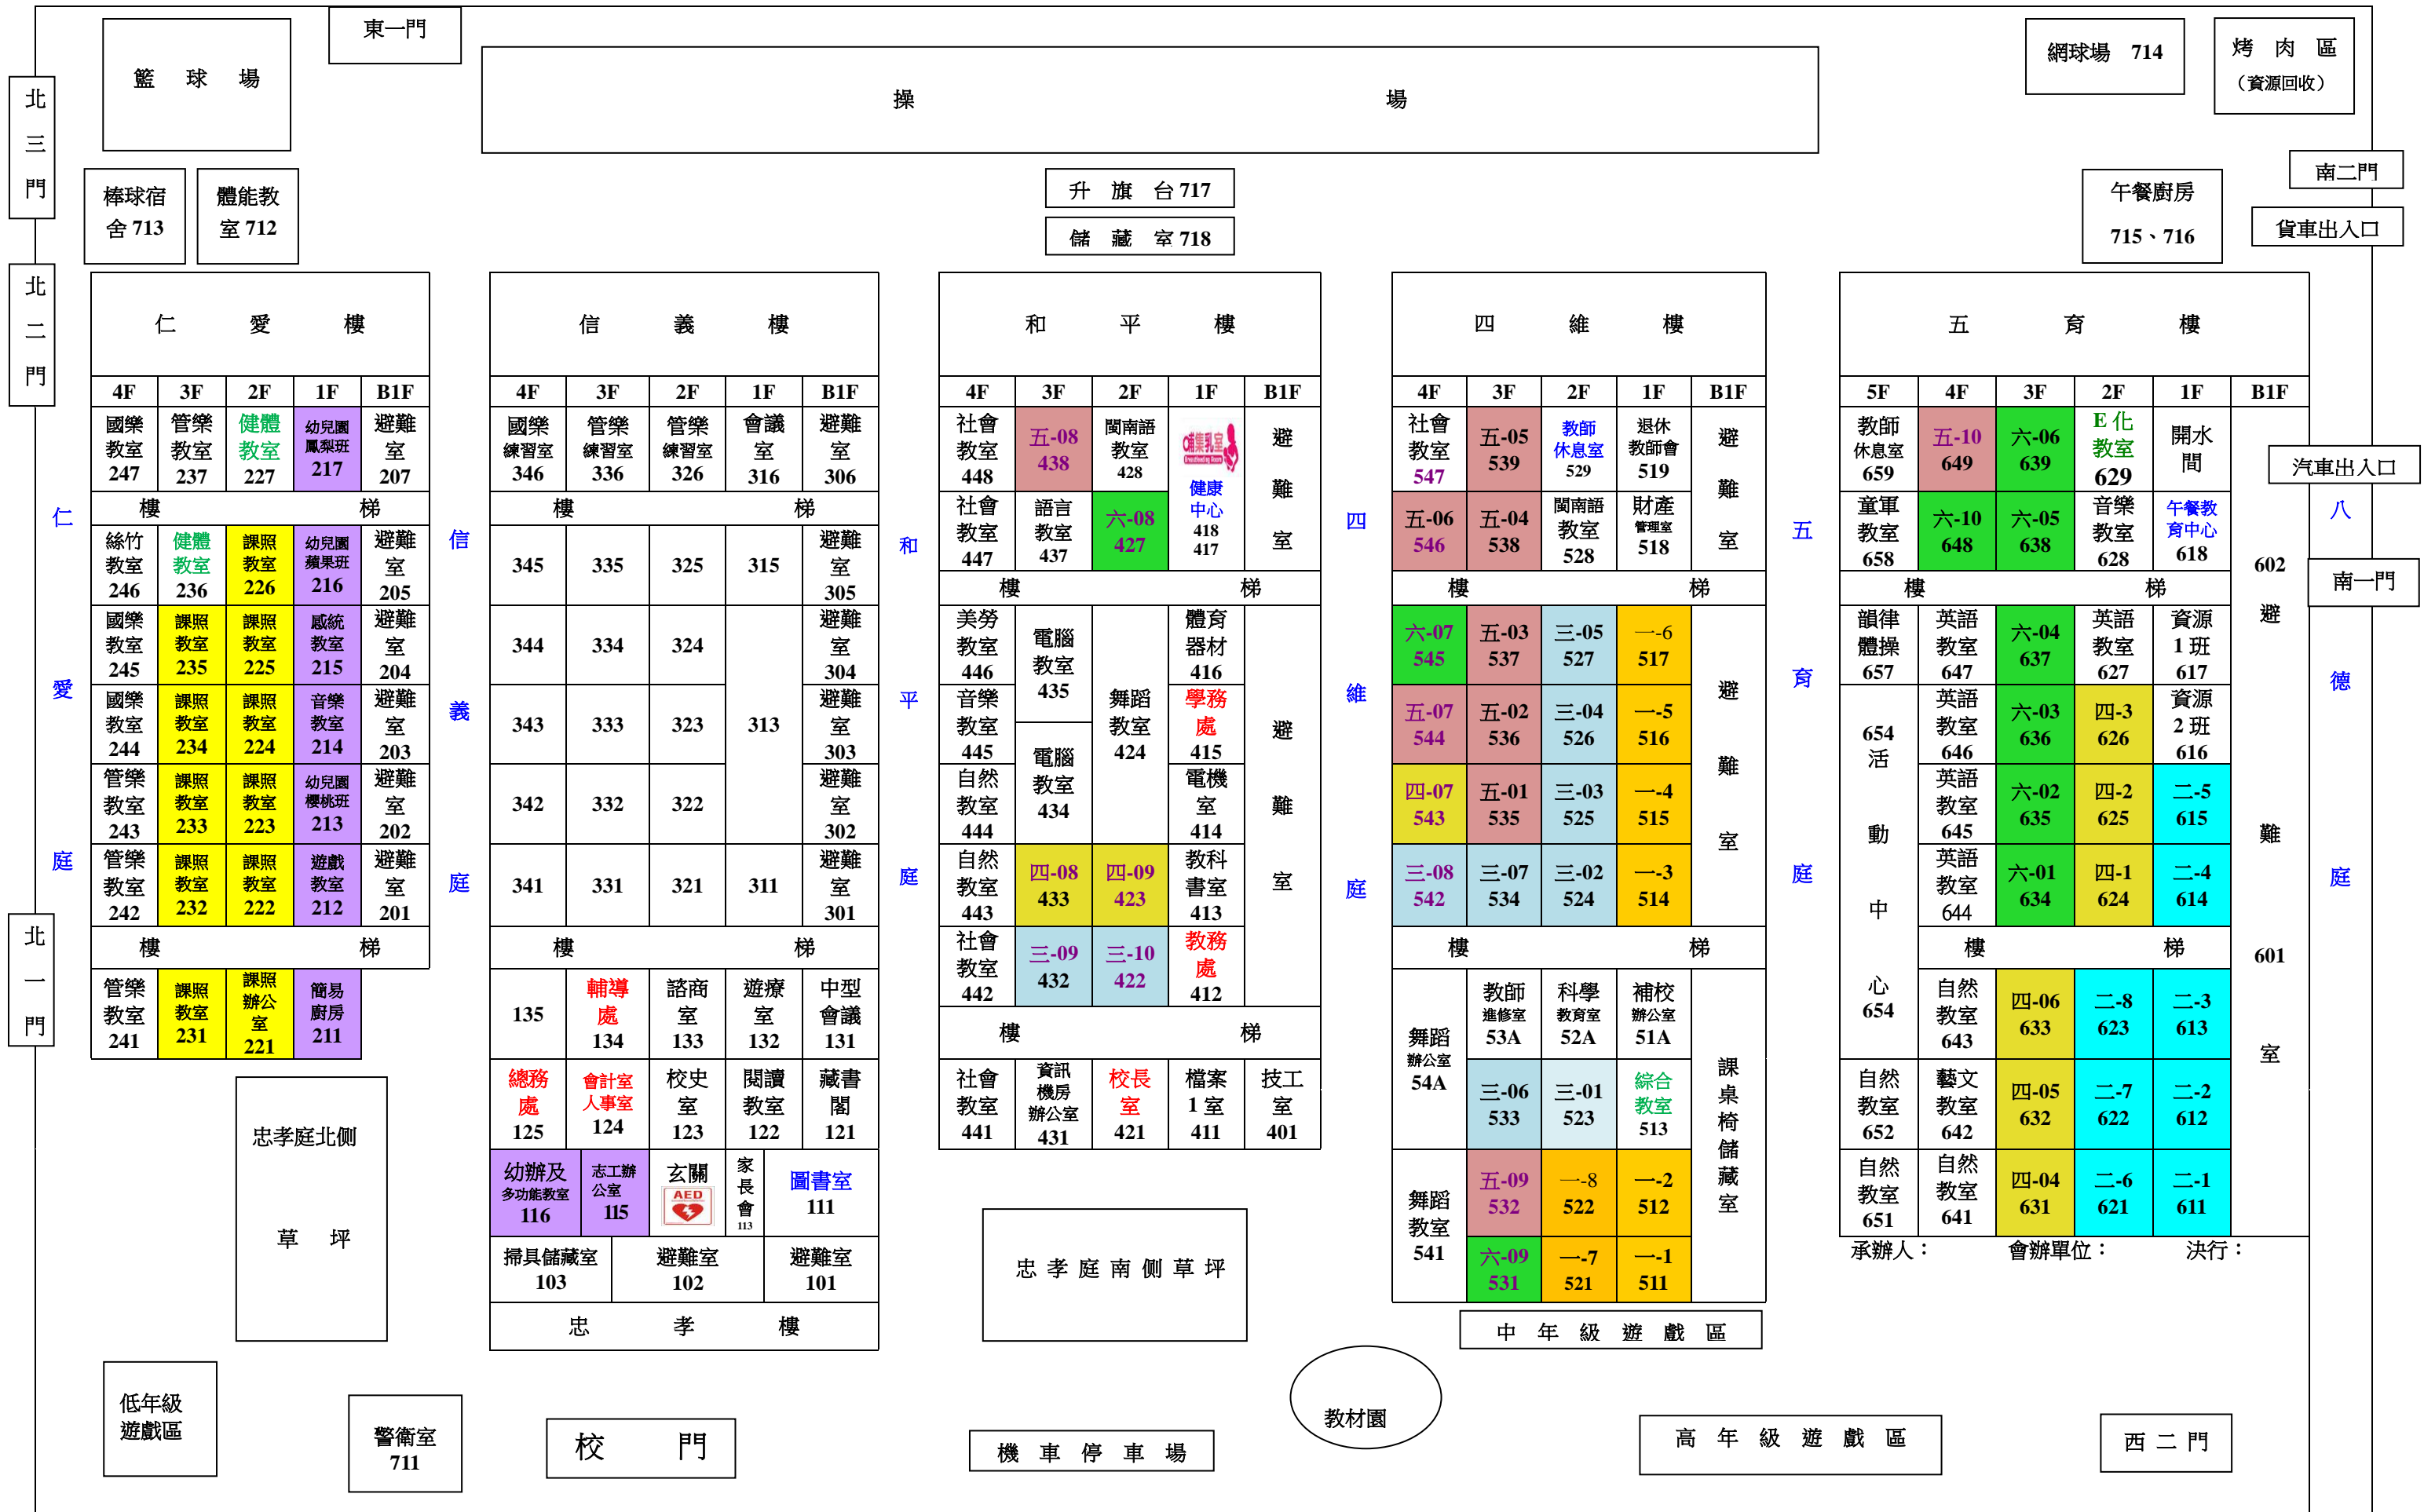 東一門
籃 球 場
操 場
網球場 714
烤 肉 區
（資源回收）
北三門
棒球宿
舍 713
體能教
室 712
升 旗 台 717
儲 藏 室 718
午餐廚房
715、716
南二門
貨車出入口
北二門
仁 愛 樓
4F 3F 2F 1F B1F
國樂教室 247 管樂教室 237 健體教室 227 幼兒園鳳梨班 217 避難室 207
樓 梯
絲竹教室 246 健體教室 236 課照教室 226 幼兒園蘋果班 216 避難室 205
國樂教室 245 課照教室 235 課照教室 225 感統教室 215 避難室 204
國樂教室 244 課照教室 234 課照教室 224 音樂教室 214 避難室 203
管樂教室 243 課照教室 233 課照教室 223 幼兒園櫻桃班 213 避難室 202
管樂教室 242 課照教室 232 課照教室 222 遊戲教室 212 避難室 201
樓 梯
管樂教室 241 課照教室 231 課照辦公室 221 簡易廚房 211
仁愛庭
北一門
信 義 樓
4F 3F 2F 1F B1F
國樂練習室 346 管樂練習室 336 管樂練習室 326 會議室 316 避難室 306
樓 梯
345 335 325 315 避難室 305
344 334 324 避難室 304
343 333 323 313 避難室 303
342 332 322 避難室 302
341 331 321 311 避難室 301
樓 梯
135 輔導處 134 諮商室 133 遊療室 132 中型會議 131
總務處 125 會計室人事室 124 校史室 123 閱讀教室 122 藏書閣 121
幼辦及多功能教室 116 志工辦公室 115 玄關 AED 家長會 113 圖書室 111
掃具儲藏室 103 避難室 102 避難室 101
忠 孝 樓
信義庭
和 平 樓
4F 3F 2F 1F B1F
社會教室 448 五-08 438 閩南語教室 428 哺集乳室 健康中心 418 417 避難室
社會教室 447 語言教室 437 六-08 427
樓 梯
美勞教室 446 電腦教室 435 舞蹈教室 424 體育器材 416 避難室
音樂教室 445 學務處 415
自然教室 444 電腦教室 434 電機室 414
自然教室 443 四-08 433 四-09 423 教科書室 413
社會教室 442 三-09 432 三-10 422 教務處 412
樓 梯
社會教室 441 資訊機房辦公室 431 校長室 421 檔案1室 411 技工室 401
和平庭
四 維 樓
4F 3F 2F 1F B1F
社會教室 547 五-05 539 教師休息室 529 退休教師會 519 避難室
五-06 546 五-04 538 閩南語教室 528 財產管理室 518
樓 梯
六-07 545 五-03 537 三-05 527 一-6 517 避難室
五-07 544 五-02 536 三-04 526 一-5 516
四-07 543 五-01 535 三-03 525 一-4 515
三-08 542 三-07 534 三-02 524 一-3 514
樓 梯
舞蹈辦公室 54A 教師進修室 53A 科學教育室 52A 補校辦公室 51A 課桌椅儲藏室
三-06 533 三-01 523 綜合教室 513
舞蹈教室 541 五-09 532 一-8 522 一-2 512
六-09 531 一-7 521 一-1 511
四維庭
五 育 樓
5F 4F 3F 2F 1F B1F
教師休息室 659 五-10 649 六-06 639 E 化教室 629 開水間 602 避難室 601
童軍教室 658 六-10 648 六-05 638 音樂教室 628 午餐教育中心 618
樓 梯
韻律體操 657 英語教室 647 六-04 637 英語教室 627 資源1班 617
654 活動中心 654 英語教室 646 六-03 636 四-3 626 資源2班 616
英語教室 645 六-02 635 四-2 625 二-5 615
英語教室 644 六-01 634 四-1 624 二-4 614
樓 梯
自然教室 643 四-06 633 二-8 623 二-3 613
自然教室 652 藝文教室 642 四-05 632 二-7 622 二-2 612
自然教室 651 自然教室 641 四-04 631 二-6 621 二-1 611
承辦人： 會辦單位： 決行：
五育庭
汽車出入口
八德庭
南一門
忠孝庭北側
草 坪
忠 孝 庭 南 側 草 坪
中 年 級 遊 戲 區
低年級
遊戲區
警衛室
711
校 門
機 車 停 車 場
教材園
高 年 級 遊 戲 區
西 二 門